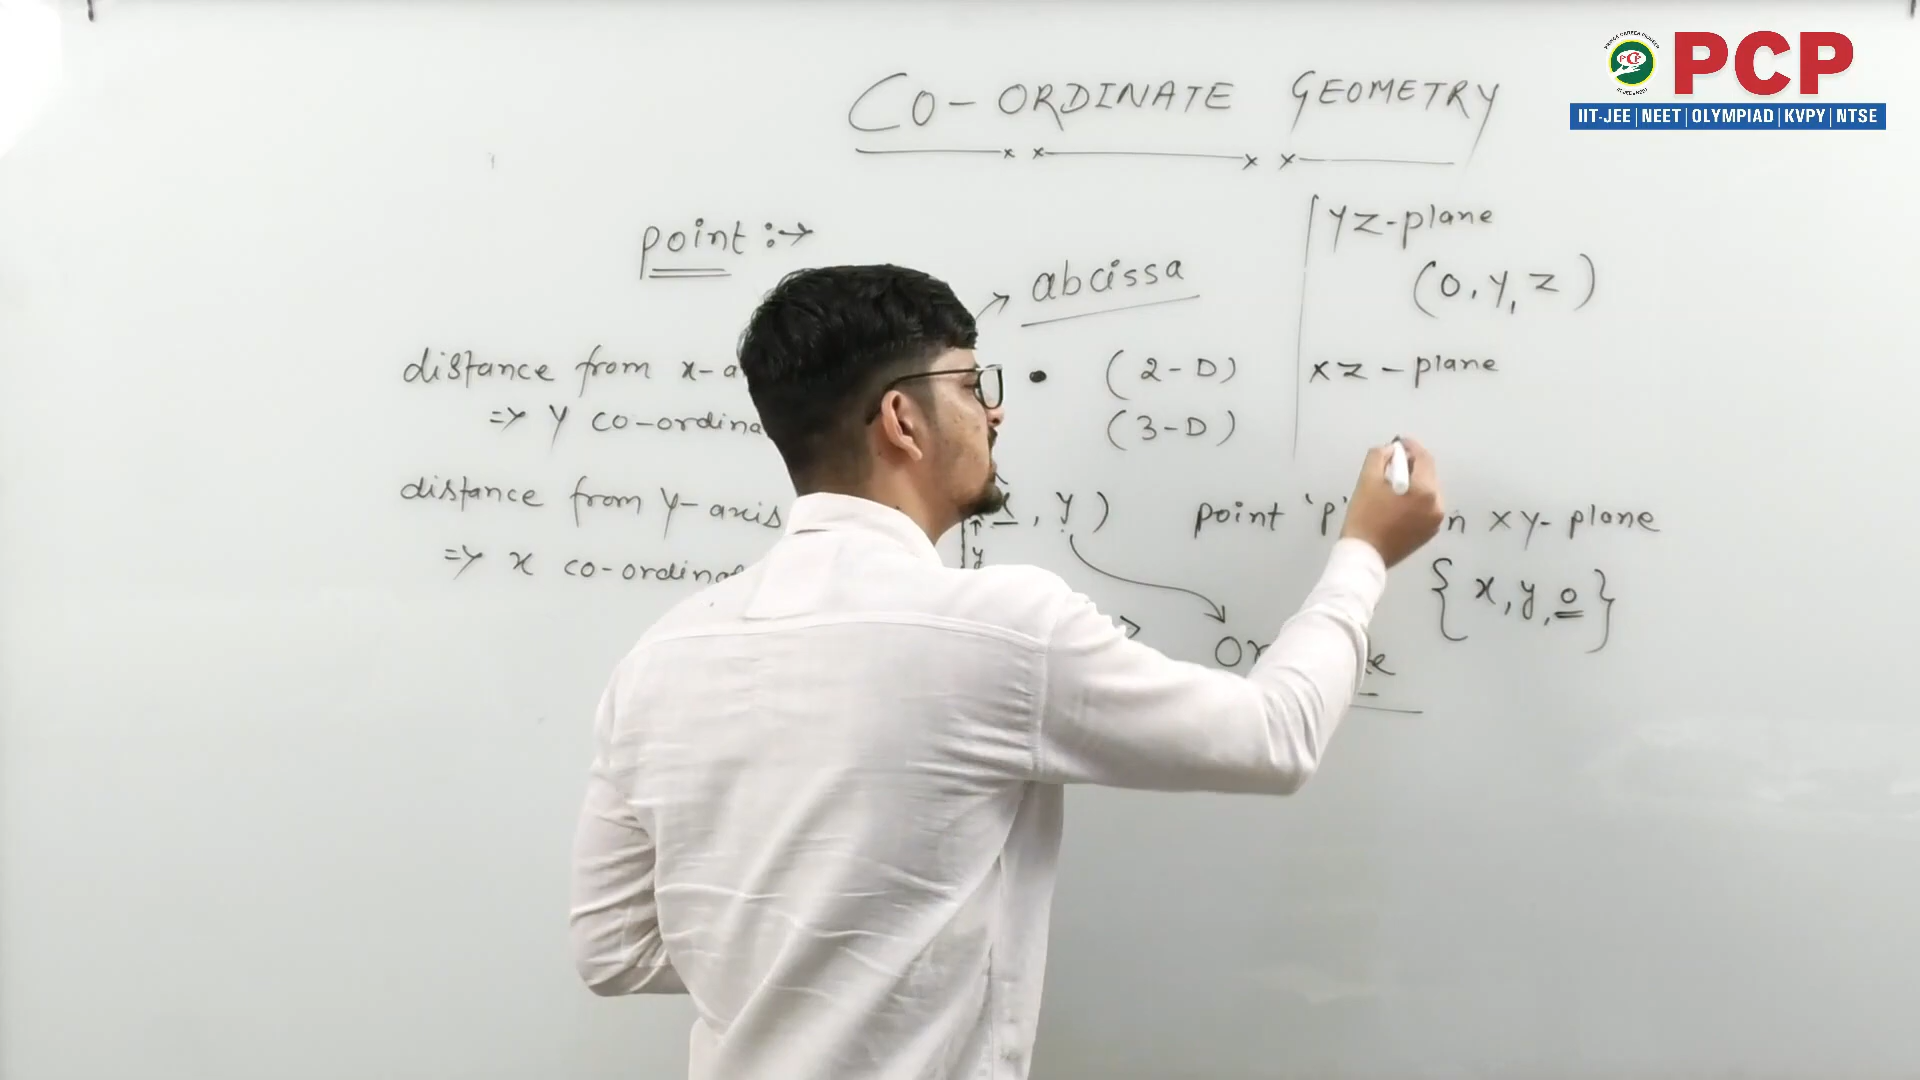 PCP
IIT-JEE | NEET | OLYMPIAD | KVPY | NTSE
CO-ORDINATE GEOMETRY
point :→
abcissa
YZ-plane
(0, y, z)
distance from x-a
(2-D)
XZ-plane
⇒ Y co-ordina
(3-D)
distance from Y-axis
, y )
point 'p' n XY-plane
y
⇒ x co-ordina
{x, y, 0}
Or e